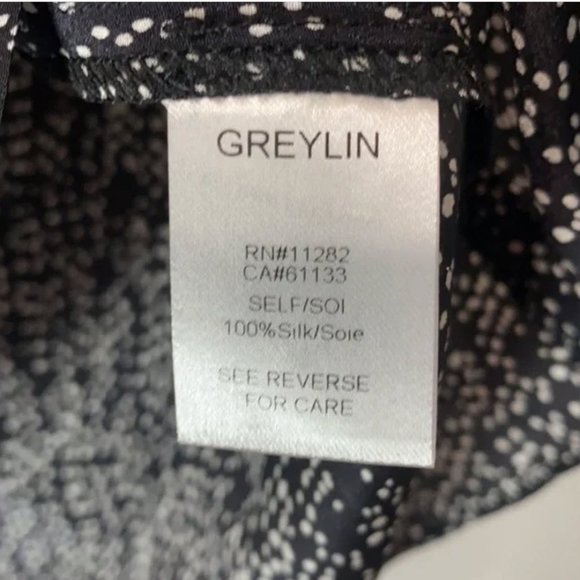 GREYLIN
RN#11282
CA#61133
SELF/SOI
100%Silk/Soie
SEE REVERSE
FOR CARE